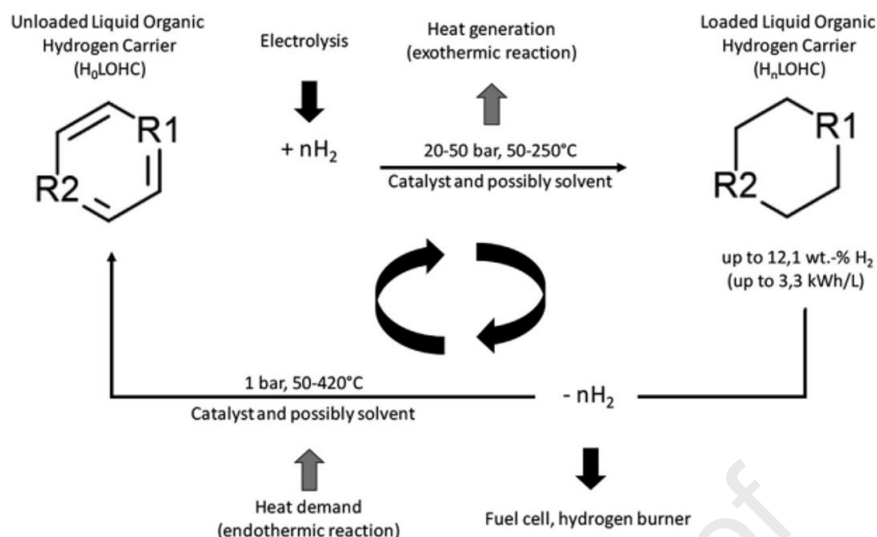 Unloaded Liquid Organic
Hydrogen Carrier
(H₀LOHC)
Electrolysis
Heat generation
(exothermic reaction)
Loaded Liquid Organic
Hydrogen Carrier
(HₙLOHC)
R1
R2
+ nH₂
20-50 bar, 50-250°C
Catalyst and possibly solvent
R1
R2
up to 12,1 wt.-% H₂
(up to 3,3 kWh/L)
1 bar, 50-420°C
Catalyst and possibly solvent
- nH₂
Heat demand
(endothermic reaction)
Fuel cell, hydrogen burner